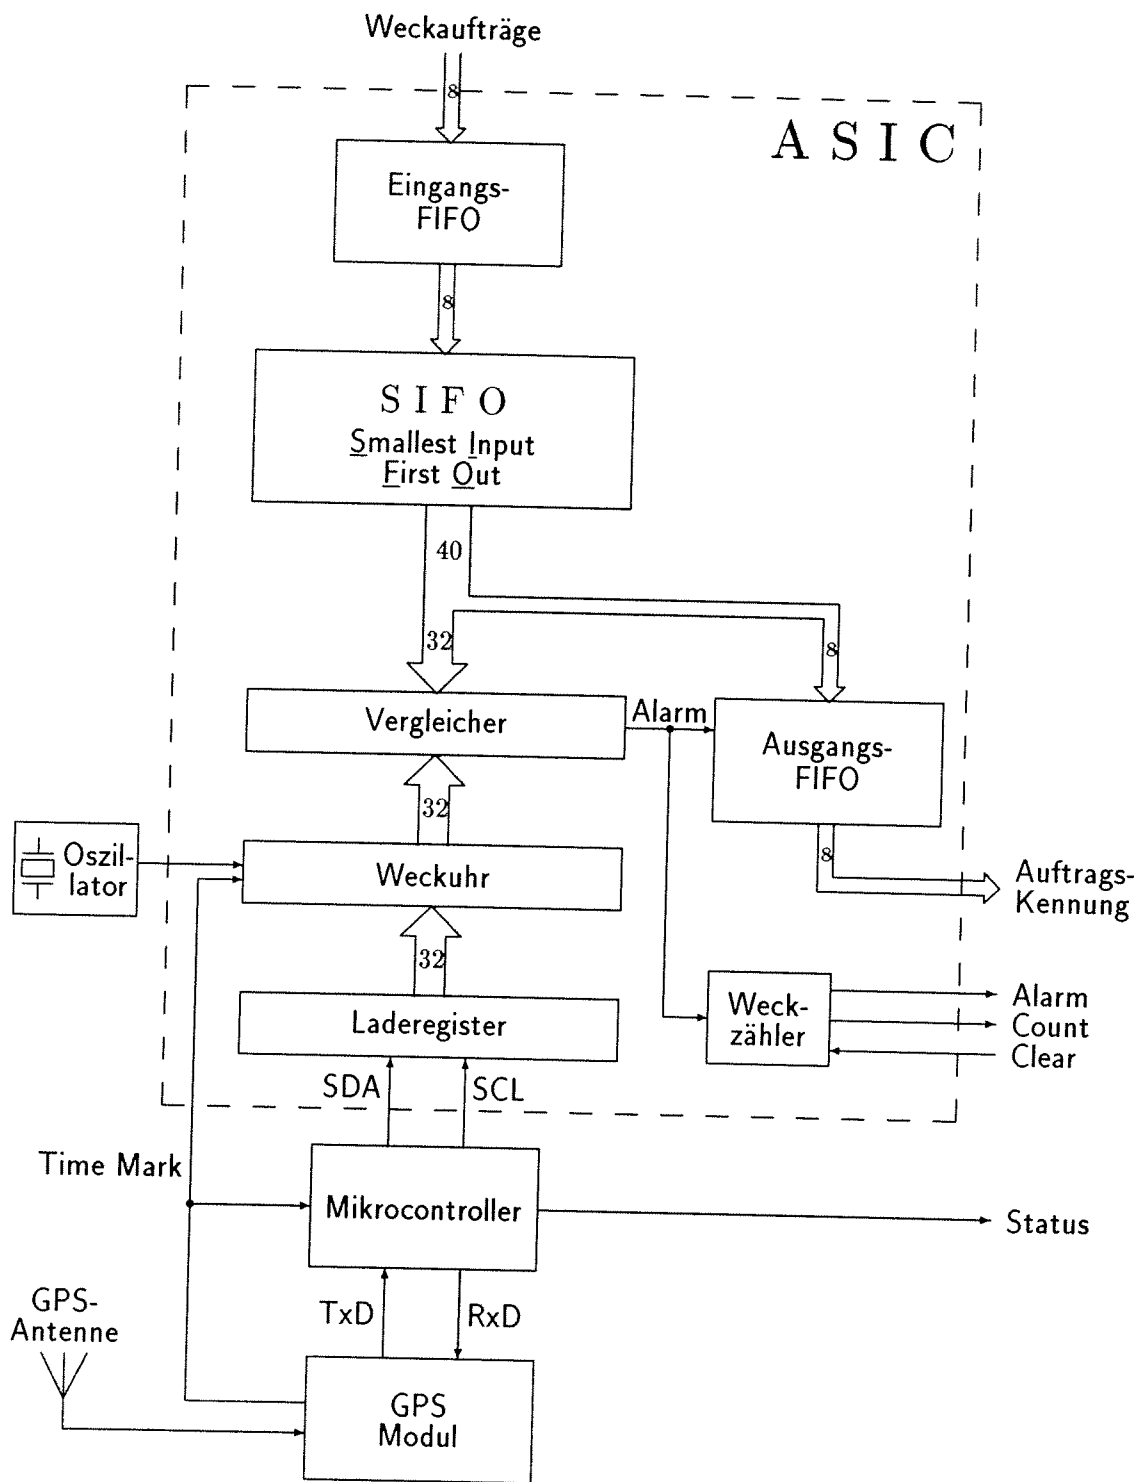 Weckaufträge
8
A S I C
Eingangs-
FIFO
8
S I F O
Smallest Input
First Out
40
32
8
Vergleicher
Alarm
Ausgangs-
FIFO
32
8
Oszil-
lator
Weckuhr
Auftrags-
Kennung
32
Laderegister
Weck-
zähler
Alarm
Count
Clear
SDA
SCL
Time Mark
Mikrocontroller
Status
TxD
RxD
GPS-
Antenne
GPS
Modul